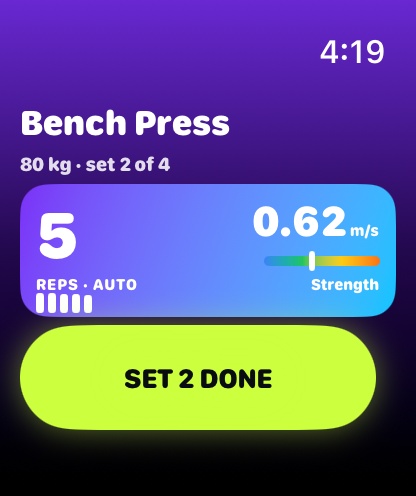 4:19
Bench Press
80 kg · set 2 of 4
5
REPS · AUTO
0.62 m/s
Strength
SET 2 DONE